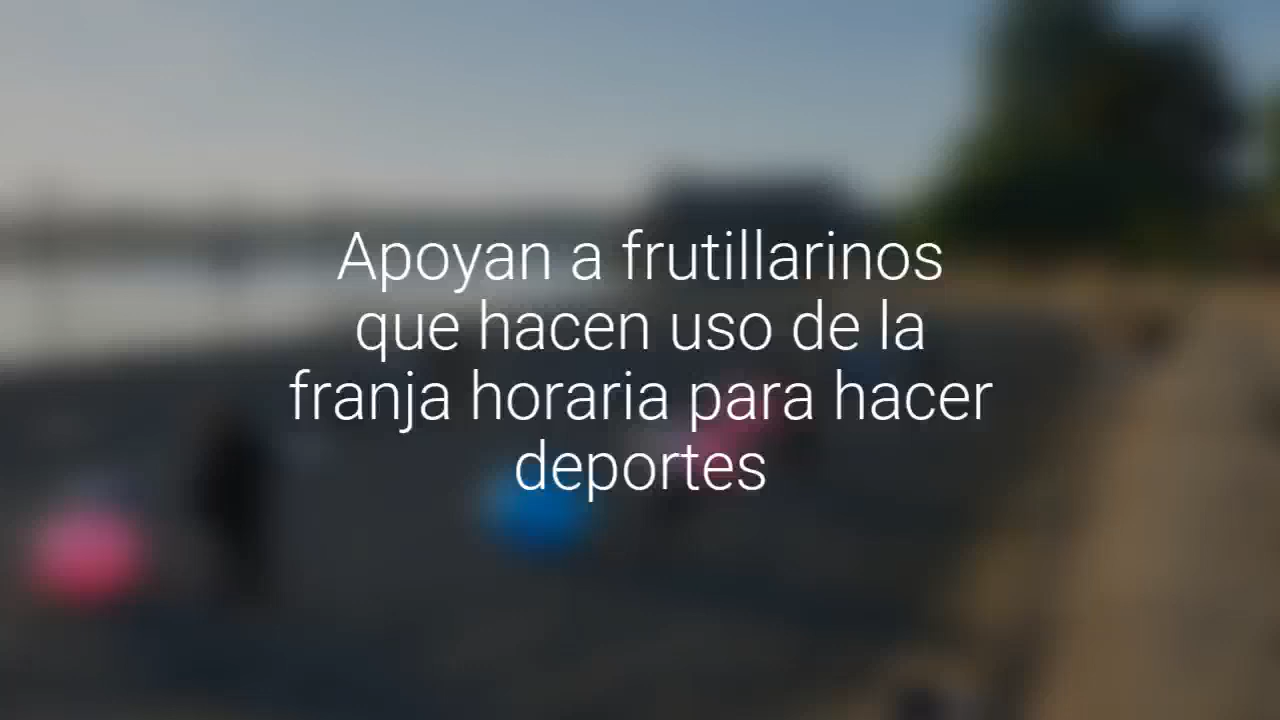 Apoyan a frutillarinos
que hacen uso de la
franja horaria para hacer
deportes